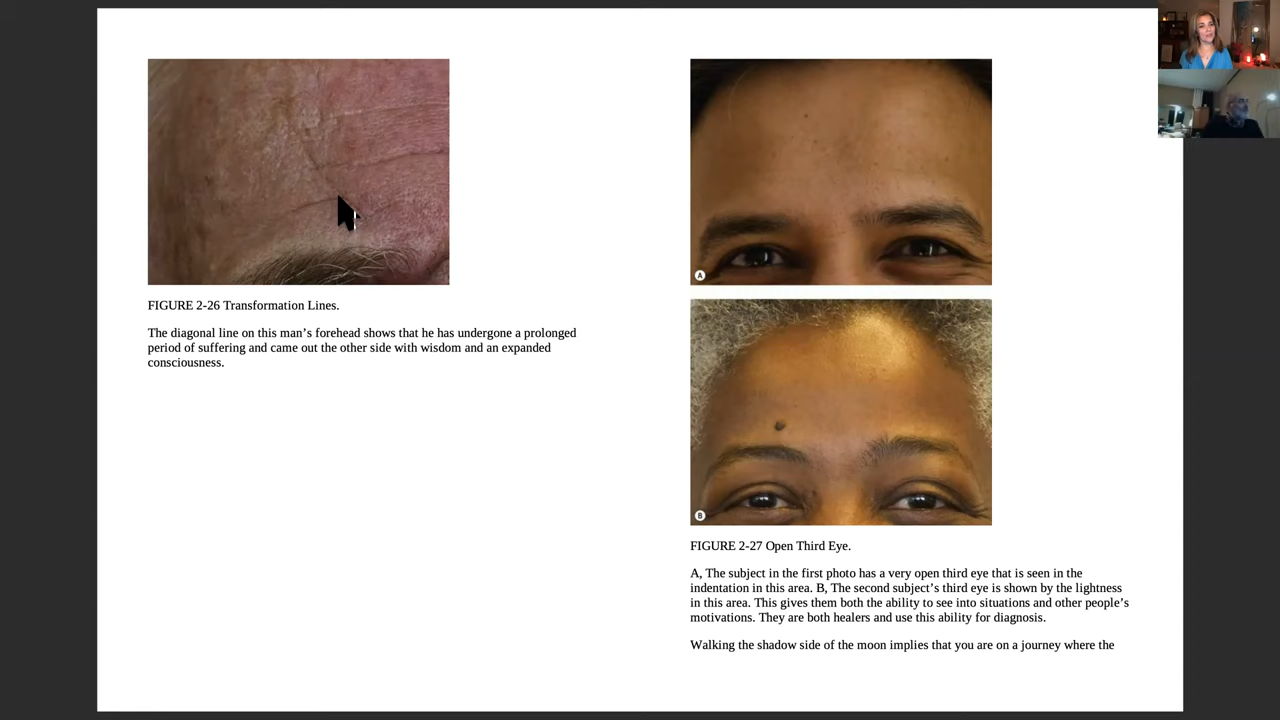 FIGURE 2-26 Transformation Lines.
The diagonal line on this man’s forehead shows that he has undergone a prolonged
period of suffering and came out the other side with wisdom and an expanded
consciousness.
A
B
FIGURE 2-27 Open Third Eye.
A, The subject in the first photo has a very open third eye that is seen in the
indentation in this area. B, The second subject’s third eye is shown by the lightness
in this area. This gives them both the ability to see into situations and other people’s
motivations. They are both healers and use this ability for diagnosis.
Walking the shadow side of the moon implies that you are on a journey where the